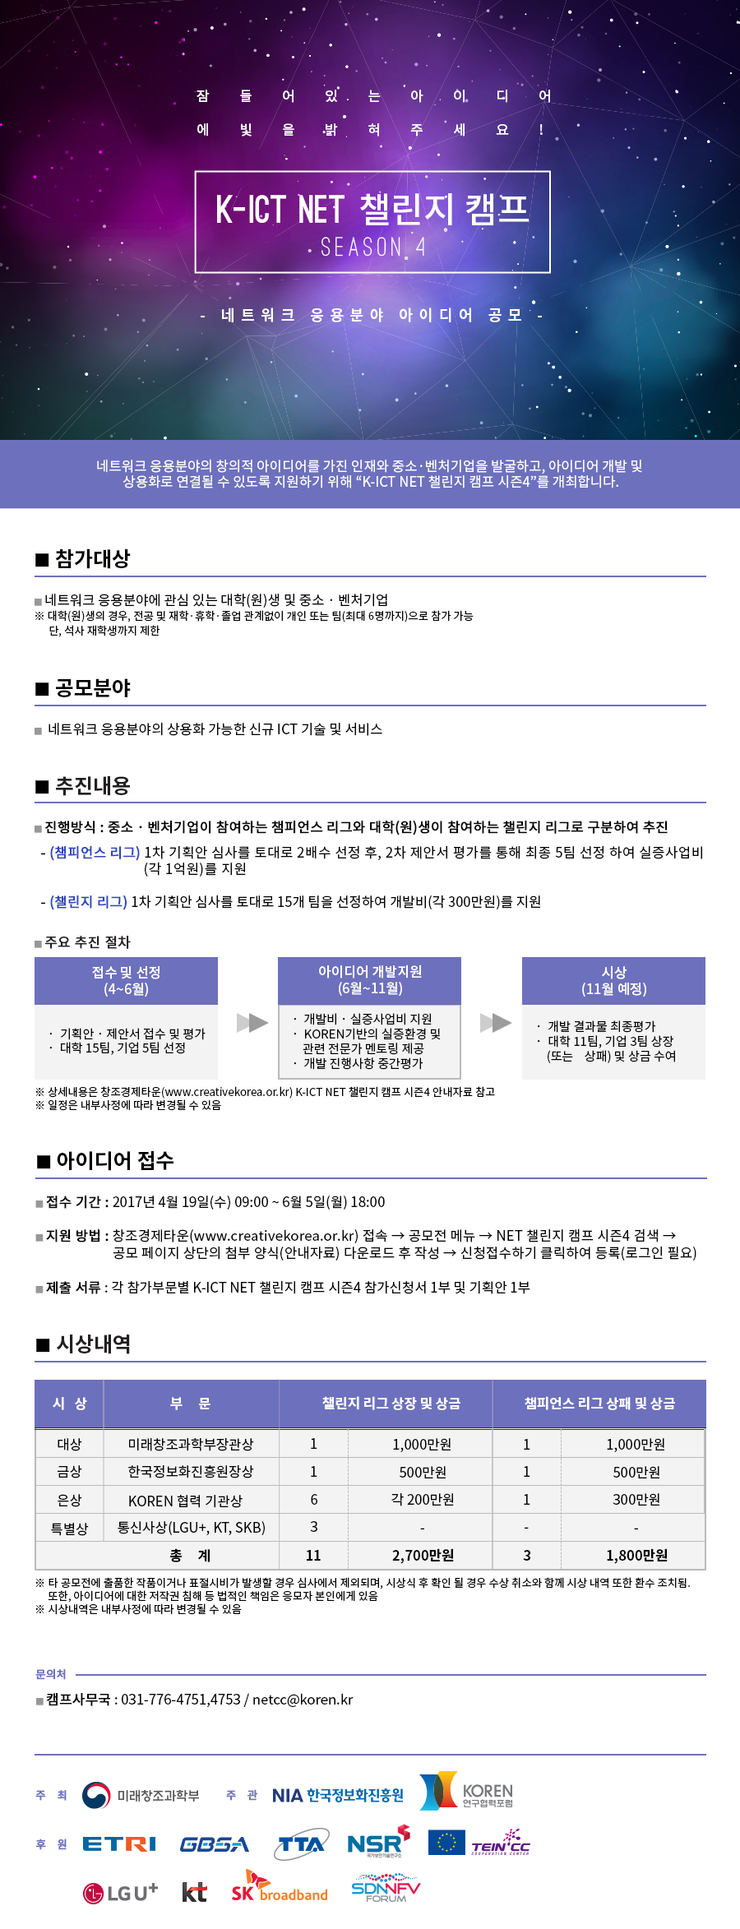 잠들어있는아이디어
에빛을밝혀주세요!
K-ICT NET 챌린지 캠프
SEASON 4
- 네트워크 응용분야 아이디어 공모 -
네트워크 응용분야의 창의적 아이디어를 가진 인재와 중소·벤처기업을 발굴하고, 아이디어 개발 및
상용화로 연결될 수 있도록 지원하기 위해 “K-ICT NET 챌린지 캠프 시즌4”를 개최합니다.
■ 참가대상
■ 네트워크 응용분야에 관심 있는 대학(원)생 및 중소 · 벤처기업
※ 대학(원)생의 경우, 전공 및 재학·휴학·졸업 관계없이 개인 또는 팀(최대 6명까지)으로 참가 가능
단, 석사 재학생까지 제한
■ 공모분야
■ 네트워크 응용분야의 상용화 가능한 신규 ICT 기술 및 서비스
■ 추진내용
■ 진행방식 : 중소 · 벤처기업이 참여하는 챔피언스 리그와 대학(원)생이 참여하는 챌린지 리그로 구분하여 추진
- (챔피언스 리그) 1차 기획안 심사를 토대로 2배수 선정 후, 2차 제안서 평가를 통해 최종 5팀 선정 하여 실증사업비
(각 1억원)를 지원
- (챌린지 리그) 1차 기획안 심사를 토대로 15개 팀을 선정하여 개발비(각 300만원)를 지원
■ 주요 추진 절차
접수 및 선정
(4~6월)
· 기획안 · 제안서 접수 및 평가
· 대학 15팀, 기업 5팀 선정
아이디어 개발지원
(6월~11월)
· 개발비 · 실증사업비 지원
· KOREN기반의 실증환경 및
관련 전문가 멘토링 제공
· 개발 진행사항 중간평가
시상
(11월 예정)
· 개발 결과물 최종평가
· 대학 11팀, 기업 3팀 상장
(또는 상패) 및 상금 수여
※ 상세내용은 창조경제타운(www.creativekorea.or.kr) K-ICT NET 챌린지 캠프 시즌4 안내자료 참고
※ 일정은 내부사정에 따라 변경될 수 있음
■ 아이디어 접수
■ 접수 기간 : 2017년 4월 19일(수) 09:00 ~ 6월 5일(월) 18:00
■ 지원 방법 : 창조경제타운(www.creativekorea.or.kr) 접속 → 공모전 메뉴 → NET 챌린지 캠프 시즌4 검색 →
공모 페이지 상단의 첨부 양식(안내자료) 다운로드 후 작성 → 신청접수하기 클릭하여 등록(로그인 필요)
■ 제출 서류 : 각 참가부문별 K-ICT NET 챌린지 캠프 시즌4 참가신청서 1부 및 기획안 1부
■ 시상내역
시 상 부 문 챌린지 리그 상장 및 상금 챔피언스 리그 상패 및 상금
대상 미래창조과학부장관상 1 1,000만원 1 1,000만원
금상 한국정보화진흥원장상 1 500만원 1 500만원
은상 KOREN 협력 기관상 6 각 200만원 1 300만원
특별상 통신사상(LGU+, KT, SKB) 3 - - -
총 계 11 2,700만원 3 1,800만원
※ 타 공모전에 출품한 작품이거나 표절시비가 발생할 경우 심사에서 제외되며, 시상식 후 확인 될 경우 수상 취소와 함께 시상 내역 또한 환수 조치됨.
또한, 아이디어에 대한 저작권 침해 등 법적인 책임은 응모자 본인에게 있음
※ 시상내역은 내부사정에 따라 변경될 수 있음
문의처
■ 캠프사무국 : 031-776-4751,4753 / netcc@koren.kr
주 최 미래창조과학부 주 관 NIA 한국정보화진흥원 KOREN
연구협력포럼
후 원 ETRI GBSA TTA NSR 국가보안기술연구소 TEIN*CC
COOPERATION CENTER
LG U+ kt SK broadband SDNNFV
FORUM